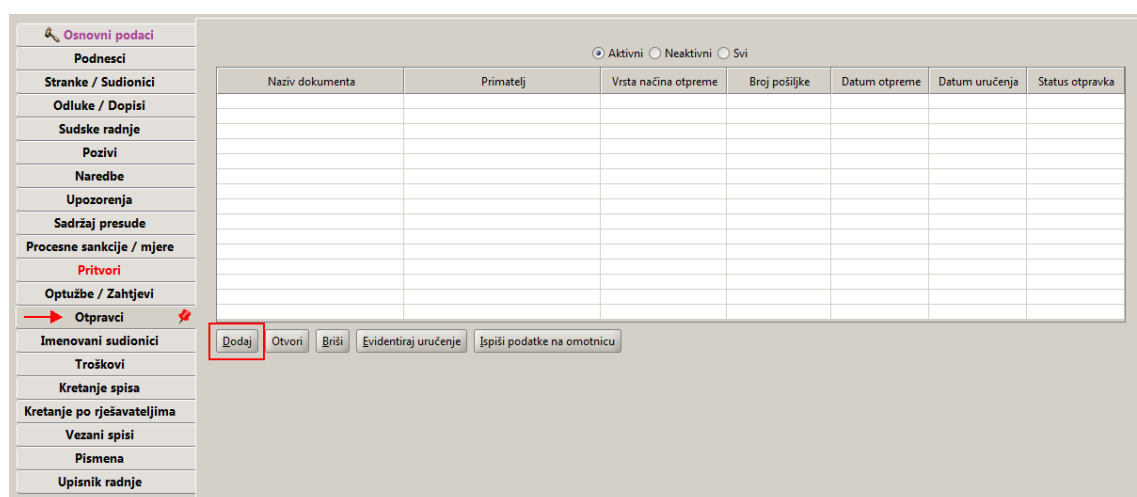 Osnovni podaci
Podnesci
Stranke / Sudionici
Odluke / Dopisi
Sudske radnje
Pozivi
Naredbe
Upozorenja
Sadržaj presude
Procesne sankcije / mjere
Pritvori
Optužbe / Zahtjevi
Otpravci
Imenovani sudionici
Troškovi
Kretanje spisa
Kretanje po rješavateljima
Vezani spisi
Pismena
Upisnik radnje
Aktivni Neaktivni Svi
Naziv dokumenta Primatelj Vrsta načina otpreme Broj pošiljke Datum otpreme Datum uručenja Status otpravka
Dodaj Otvori Briši Evidentiraj uručenje Ispiši podatke na omotnicu